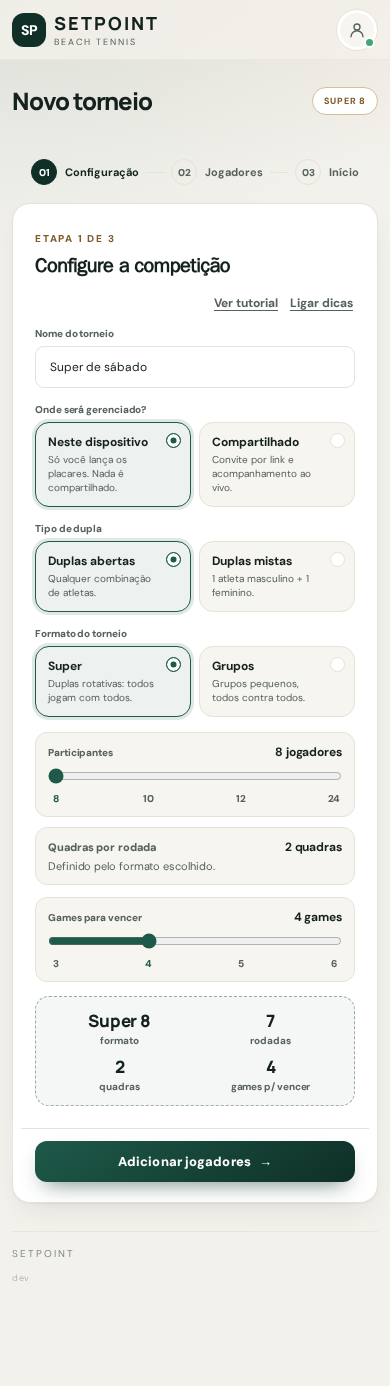 SP SETPOINT
BEACH TENNIS
Novo torneio
SUPER 8
01 Configuração
02 Jogadores
03 Início
ETAPA 1 DE 3
Configure a competição
Ver tutorial Ligar dicas
Nome do torneio
Super de sábado
Onde será gerenciado?
Neste dispositivo
Só você lança os
placares. Nada é
compartilhado.
Compartilhado
Convite por link e
acompanhamento ao
vivo.
Tipo de dupla
Duplas abertas
Qualquer combinação
de atletas.
Duplas mistas
1 atleta masculino + 1
feminino.
Formato do torneio
Super
Duplas rotativas: todos
jogam com todos.
Grupos
Grupos pequenos,
todos contra todos.
Participantes 8 jogadores
8 10 12 24
Quadras por rodada 2 quadras
Definido pelo formato escolhido.
Games para vencer 4 games
3 4 5 6
Super 8
formato
7
rodadas
2
quadras
4
games p/ vencer
Adicionar jogadores →
SETPOINT
dev